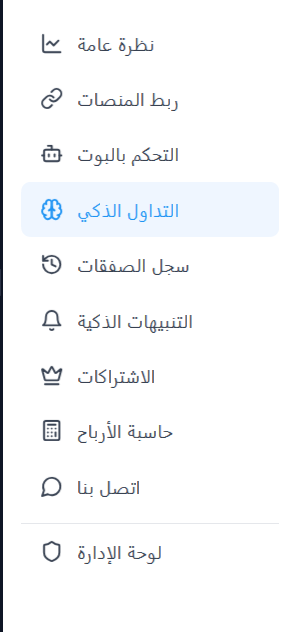 نظرة عامة
ربط المنصات
التحكم بالبوت
التداول الذكي
سجل الصفقات
التنبيهات الذكية
الاشتراكات
حاسبة الأرباح
اتصل بنا
لوحة الإدارة